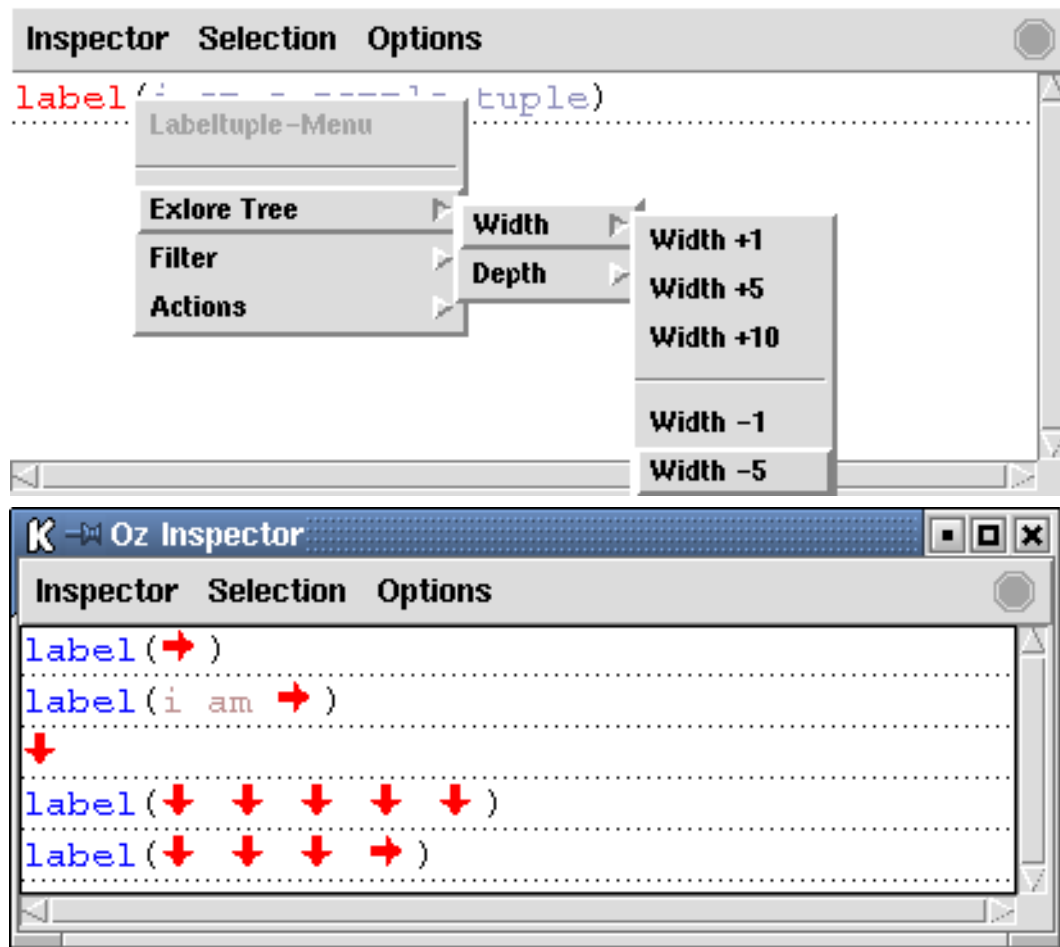 Inspector Selection Options
label( tuple)
Labeltuple-Menu
Exlore Tree
Filter
Actions
Width
Depth
Width +1
Width +5
Width +10
Width -1
Width -5
Oz Inspector
Inspector Selection Options
label( )
label(i am )
label( )
label( )